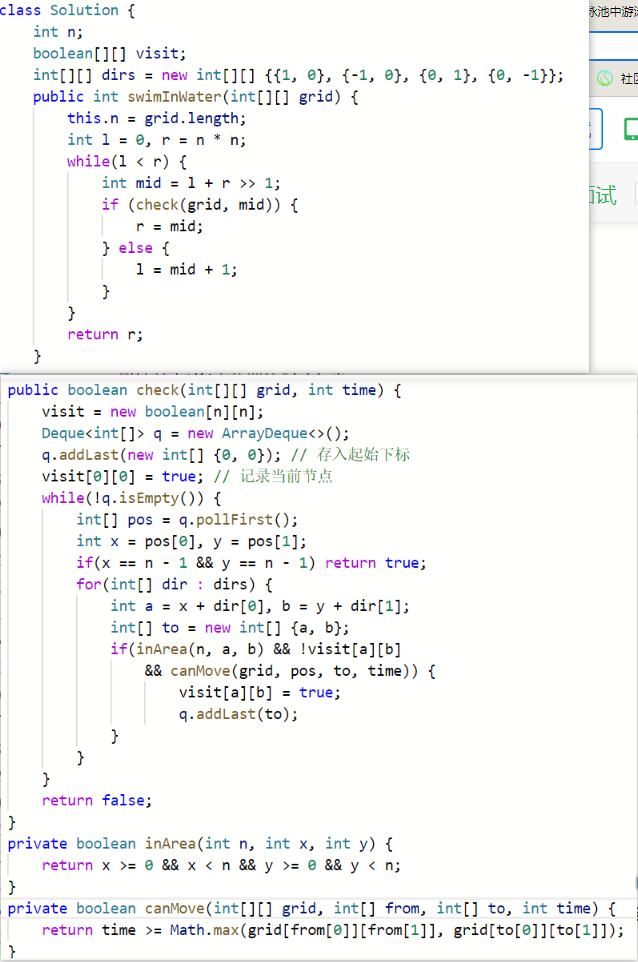 class Solution {
int n;
boolean[][] visit;
int[][] dirs = new int[][] {{1, 0}, {-1, 0}, {0, 1}, {0, -1}};
public int swimInWater(int[][] grid) {
this.n = grid.length;
int l = 0, r = n * n;
while(l < r) {
int mid = l + r >> 1;
if (check(grid, mid)) {
r = mid;
} else {
l = mid + 1;
}
}
return r;
}
泳池中游
社区
面试
public boolean check(int[][] grid, int time) {
visit = new boolean[n][n];
Deque<int[]> q = new ArrayDeque<>();
q.addLast(new int[] {0, 0}); // 存入起始下标
visit[0][0] = true; // 记录当前节点
while(!q.isEmpty()) {
int[] pos = q.pollFirst();
int x = pos[0], y = pos[1];
if(x == n - 1 && y == n - 1) return true;
for(int[] dir : dirs) {
int a = x + dir[0], b = y + dir[1];
int[] to = new int[] {a, b};
if(inArea(n, a, b) && !visit[a][b]
&& canMove(grid, pos, to, time)) {
visit[a][b] = true;
q.addLast(to);
}
}
}
return false;
}
private boolean inArea(int n, int x, int y) {
return x >= 0 && x < n && y >= 0 && y < n;
}
private boolean canMove(int[][] grid, int[] from, int[] to, int time) {
return time >= Math.max(grid[from[0]][from[1]], grid[to[0]][to[1]]);
}